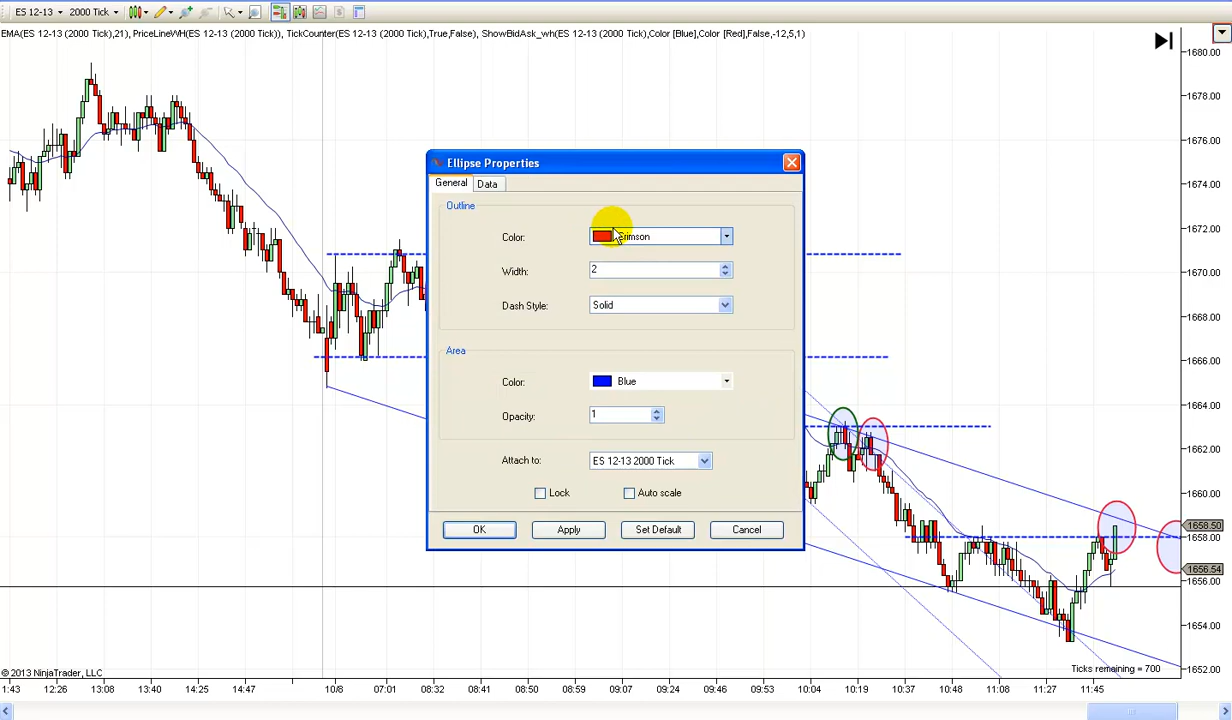 ES 12-13 2000 Tick
EMA(ES 12-13 (2000 Tick),21), PriceLineWH(ES 12-13 (2000 Tick)), TickCounter(ES 12-13 (2000 Tick),True,False), ShowBidAsk_wh(ES 12-13 (2000 Tick),Color [Blue],Color [Red],False,-12,5,1)
1680.00
1678.00
1676.00
1674.00
1672.00
1670.00
1668.00
1666.00
1664.00
1662.00
1660.00
1658.50
1658.00
1656.54
1656.00
1654.00
1652.00
Ellipse Properties
General Data
Outline
Color: Crimson
Width: 2
Dash Style: Solid
Area
Color: Blue
Opacity: 1
Attach to: ES 12-13 2000 Tick
Lock Auto scale
OK Apply Set Default Cancel
Ticks remaining = 700
© 2013 NinjaTrader, LLC
11:43 12:26 13:08 13:40 14:15 14:47 10/8 07:01 08:32 08:41 08:50 08:59 09:07 09:22 09:46 09:53 10:04 10:19 10:37 10:48 11:08 11:27 11:45